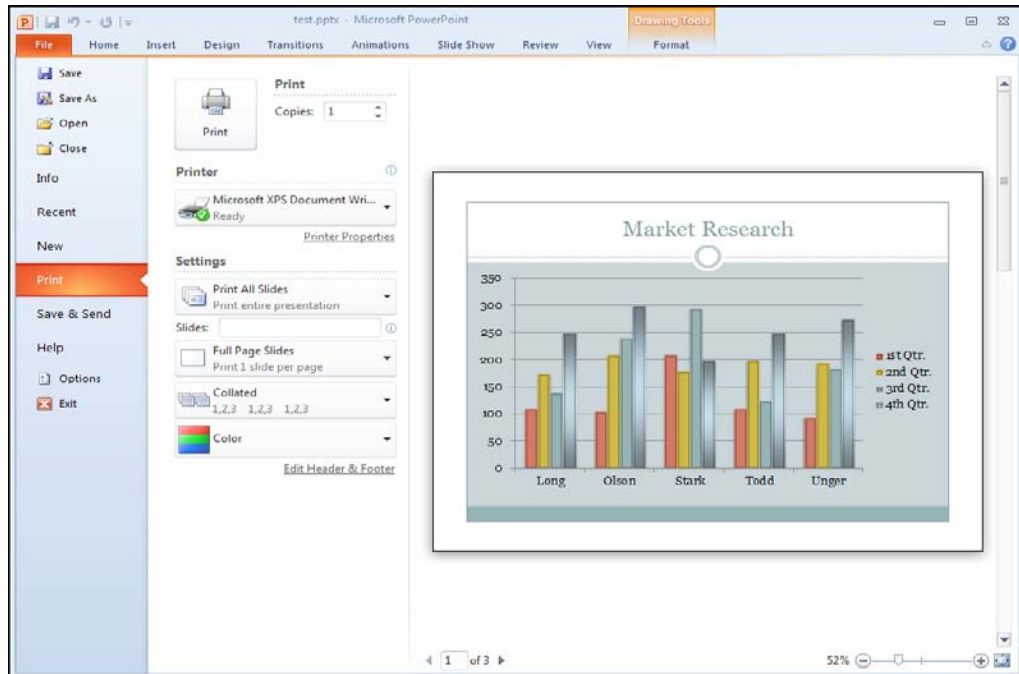 test.pptx - Microsoft PowerPoint
Drawing Tools
File Home Insert Design Transitions Animations Slide Show Review View Format
Save
Save As
Open
Close
Info
Recent
New
Print
Save & Send
Help
Options
Exit
Print
Print
Copies: 1
Printer
Microsoft XPS Document Wri...
Ready
Printer Properties
Settings
Print All Slides
Print entire presentation
Slides:
Full Page Slides
Print 1 slide per page
Collated
1,2,3 1,2,3 1,2,3
Color
Edit Header & Footer
Market Research
350
300
250
200
150
100
50
0
Long Olson Stark Todd Unger
1st Qtr.
2nd Qtr.
3rd Qtr.
4th Qtr.
1 of 3
52%